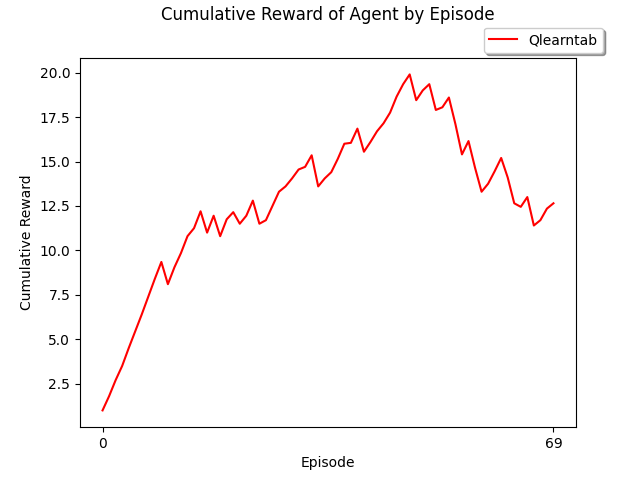 Cumulative Reward of Agent by Episode
Qlearntab
20.0
17.5
15.0
12.5
10.0
7.5
5.0
2.5
Cumulative Reward
0 69
Episode